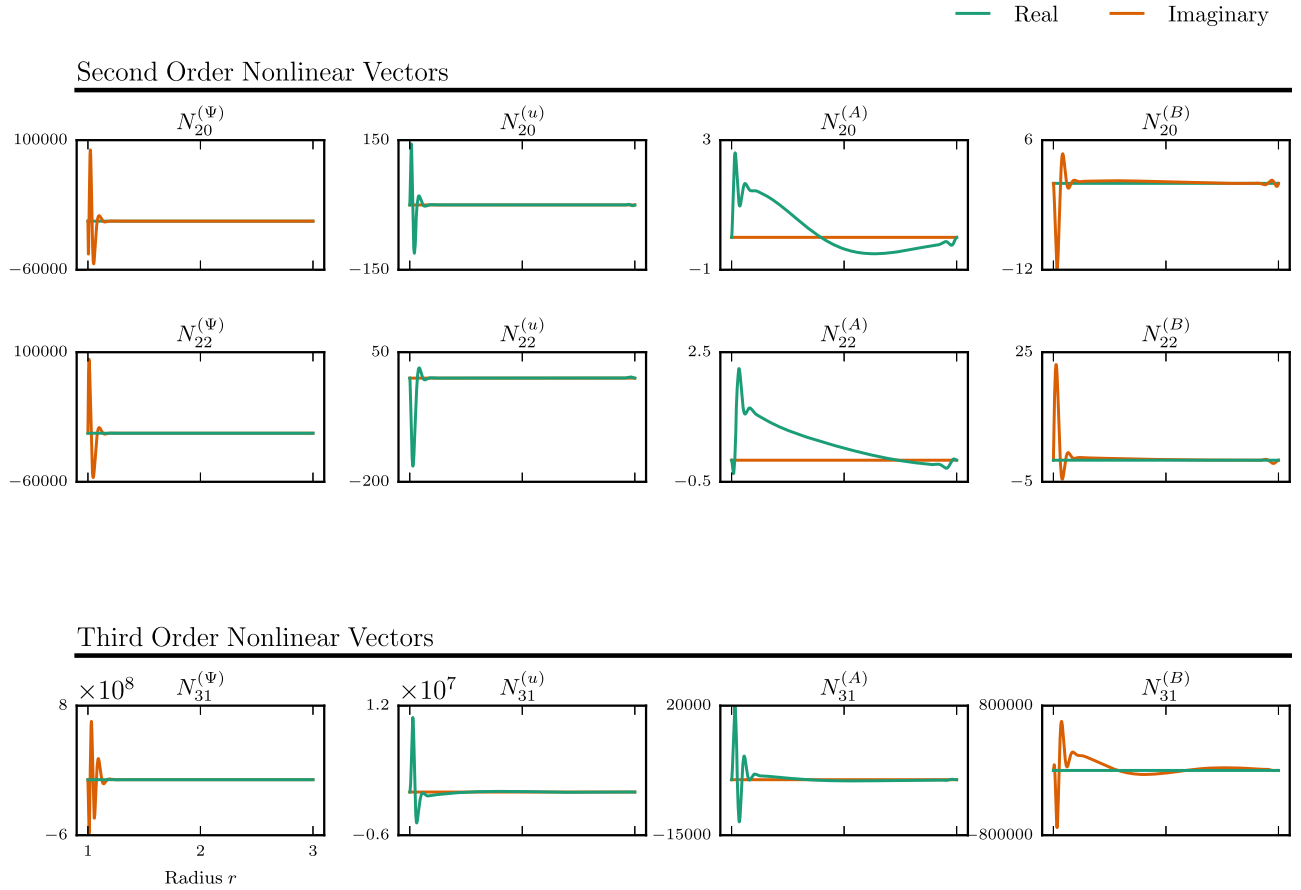 Real Imaginary
Second Order Nonlinear Vectors
N_{20}^{(Ψ)} N_{20}^{(u)} N_{20}^{(A)} N_{20}^{(B)}
100000 150 3 6
−60000 −150 −1 −12
N_{22}^{(Ψ)} N_{22}^{(u)} N_{22}^{(A)} N_{22}^{(B)}
100000 50 2.5 25
−60000 −200 −0.5 −5
Third Order Nonlinear Vectors
×10^8 N_{31}^{(Ψ)} ×10^7 N_{31}^{(u)} N_{31}^{(A)} N_{31}^{(B)}
8 1.2 20000 800000
−6 −0.6 −15000 −800000
1 2 3
Radius r